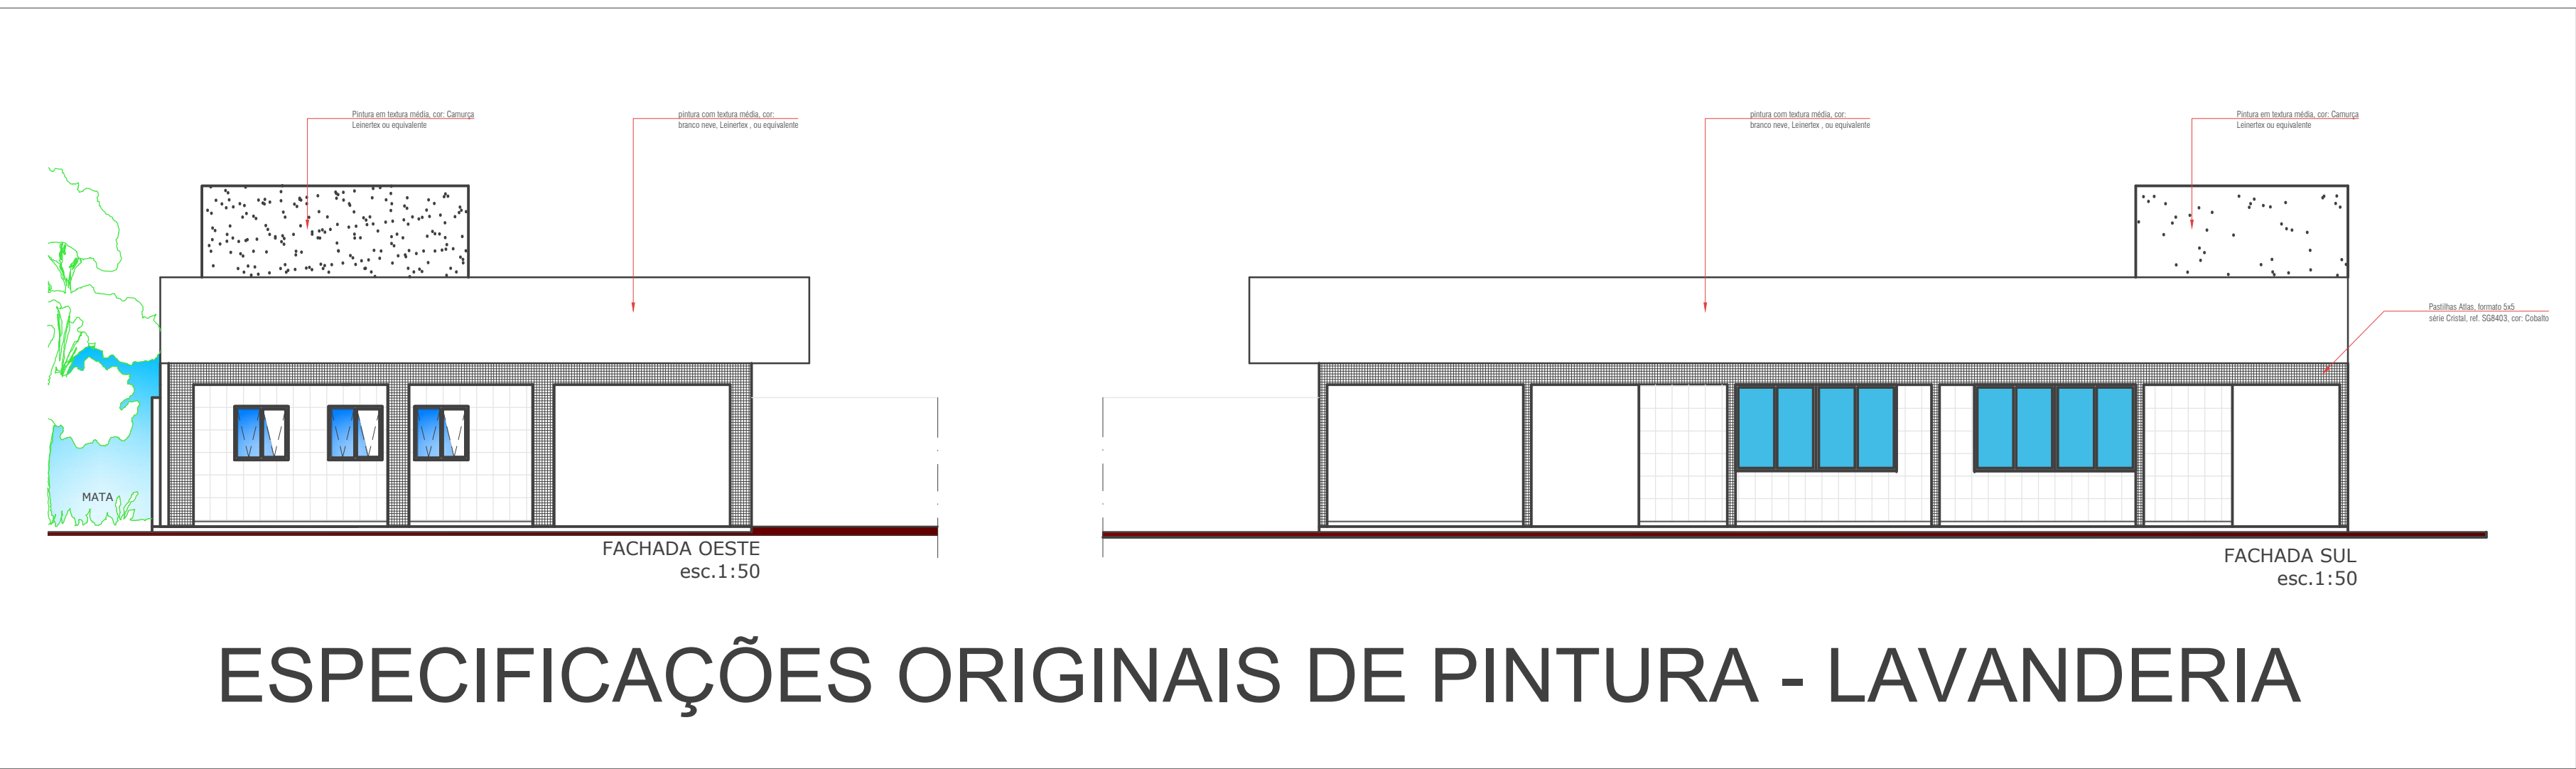 Pintura em textura média, cor: Camurça
Leinertex ou equivalente
pintura com textura média, cor:
branco neve, Leinertex , ou equivalente
pintura com textura média, cor:
branco neve, Leinertex , ou equivalente
Pintura em textura média, cor: Camurça
Leinertex ou equivalente
Pastilhas Atlas, formato 5x5
série Cristal, ref. SG8403, cor: Cobalto
MATA
FACHADA OESTE
esc.1:50
FACHADA SUL
esc.1:50
ESPECIFICAÇÕES ORIGINAIS DE PINTURA - LAVANDERIA